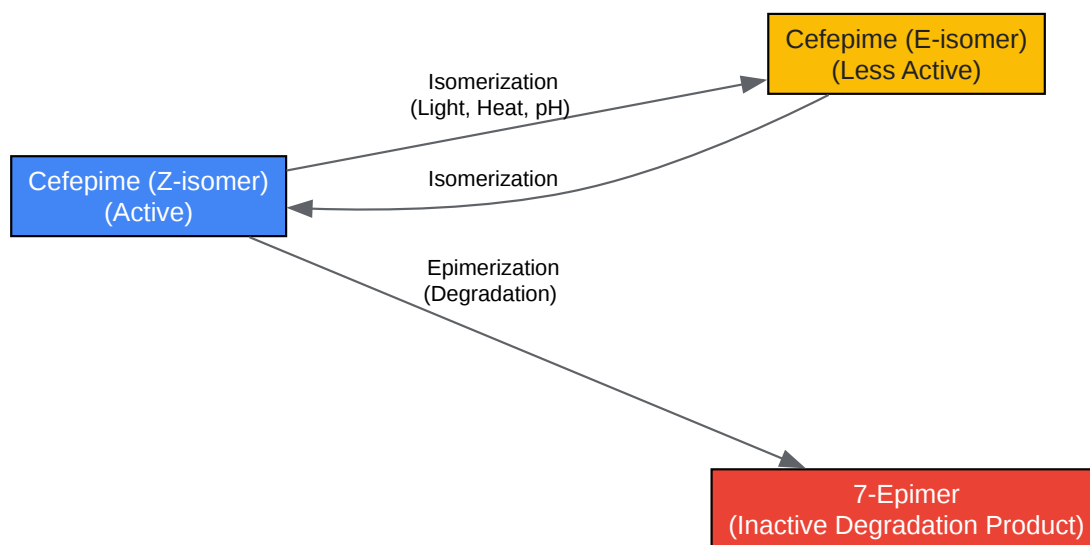 Cefepime (E-isomer)
(Less Active)
Isomerization
(Light, Heat, pH)
Cefepime (Z-isomer)
(Active)
Isomerization
Epimerization
(Degradation)
7-Epimer
(Inactive Degradation Product)